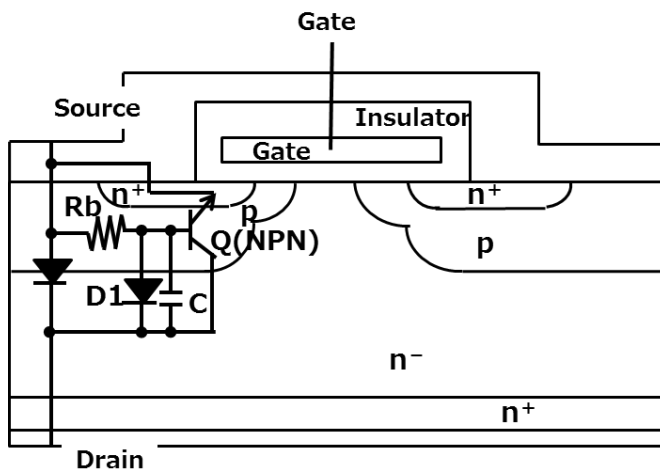 Gate
Source
Insulator
Gate
n+
n+
Rb
p
Q(NPN)
p
D1
C
n−
n+
Drain